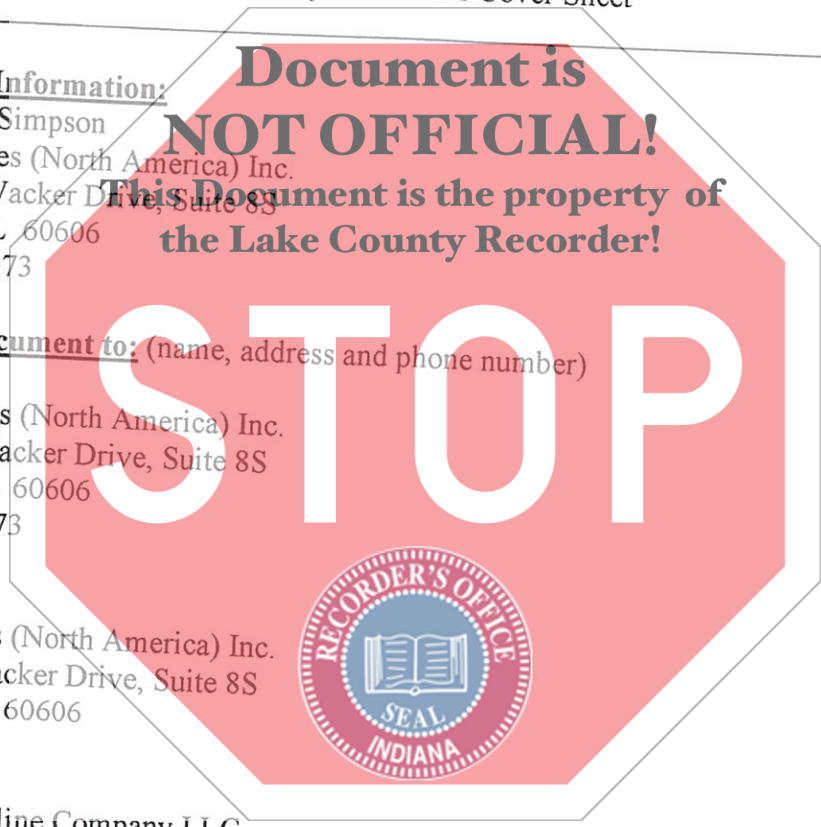 Cover Sheet
Document is
NOT OFFICIAL!
This Document is the property of
the Lake County Recorder!
Information:
Simpson
es (North America) Inc.
acker Drive, Suite 8S
60606
73
cument to: (name, address and phone number)
STOP
s (North America) Inc.
acker Drive, Suite 8S
60606
73
RECORDER'S OFFICE
SEAL
INDIANA
(North America) Inc.
cker Drive, Suite 8S
60606
line Company LLC